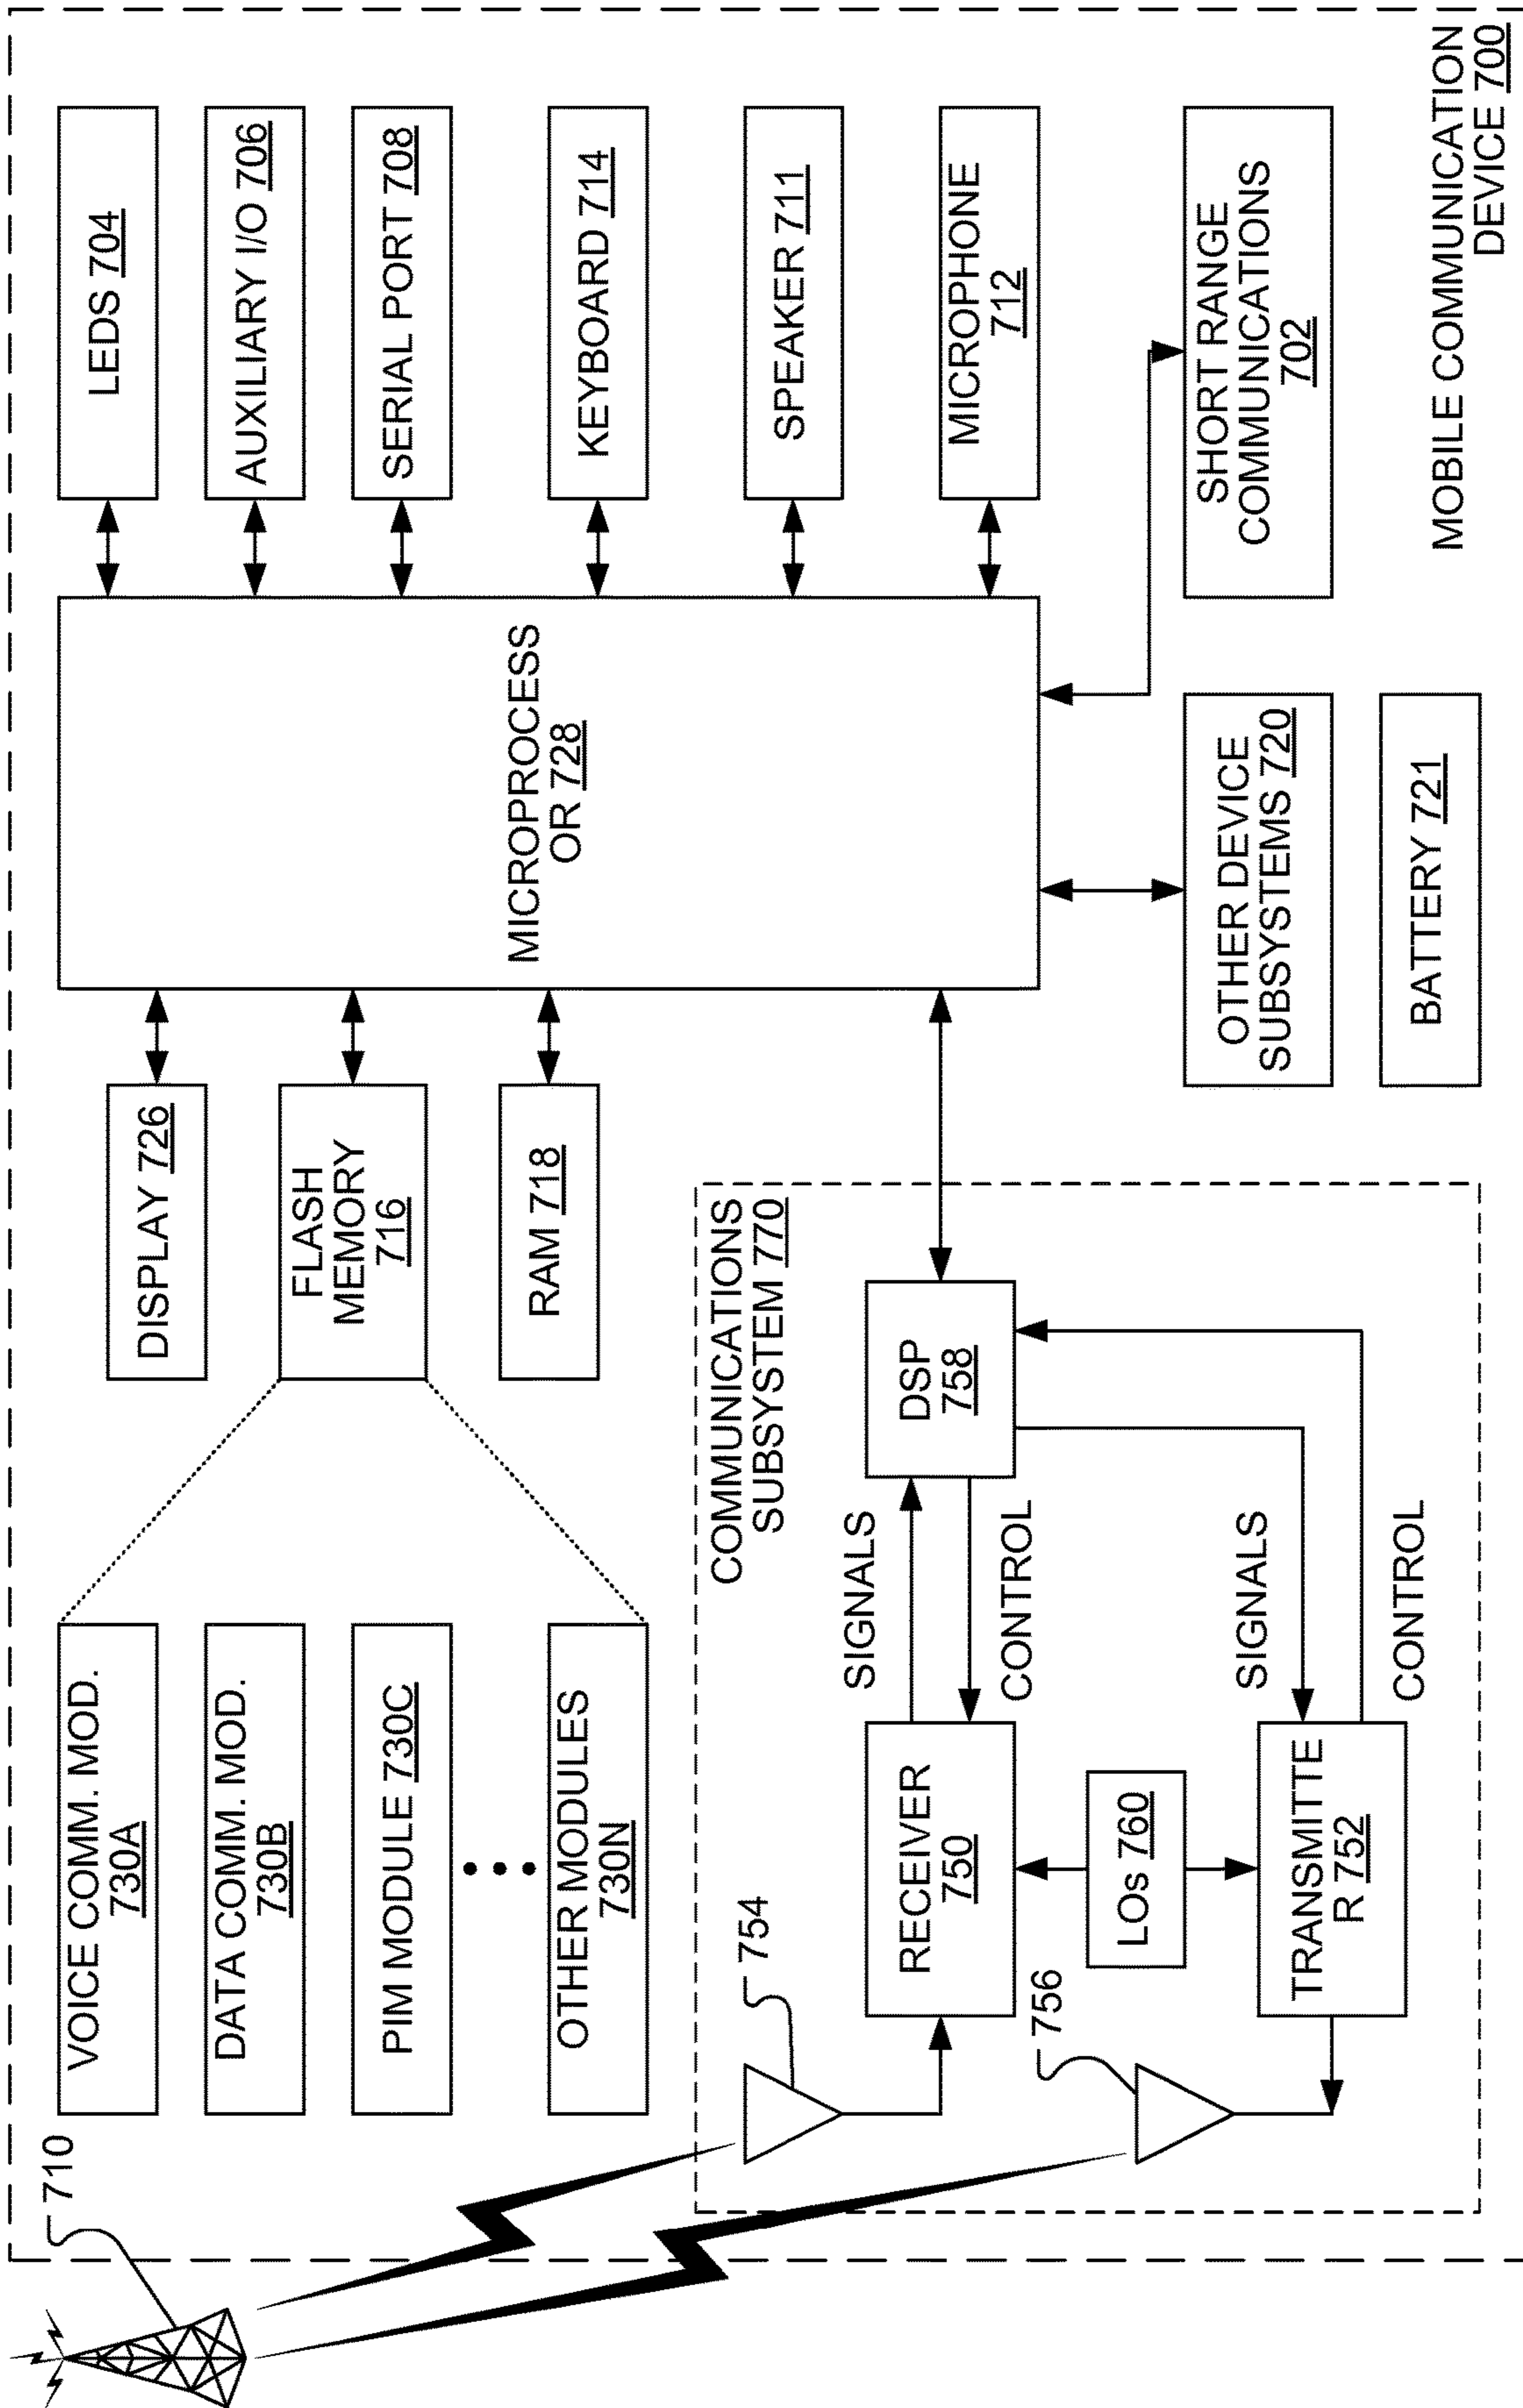 710
VOICE COMM. MOD.
730A
DATA COMM. MOD.
730B
PIM MODULE 730C
OTHER MODULES
730N
DISPLAY 726
FLASH
MEMORY
716
RAM 718
MICROPROCESS
OR 728
LEDS 704
AUXILIARY I/O 706
SERIAL PORT 708
KEYBOARD 714
SPEAKER 711
MICROPHONE
712
SHORT RANGE
COMMUNICATIONS
702
OTHER DEVICE
SUBSYSTEMS 720
BATTERY 721
COMMUNICATIONS
SUBSYSTEM 770
754
RECEIVER
750
SIGNALS
CONTROL
DSP
758
LOs 760
756
TRANSMITTE
R 752
SIGNALS
CONTROL
MOBILE COMMUNICATION
DEVICE 700